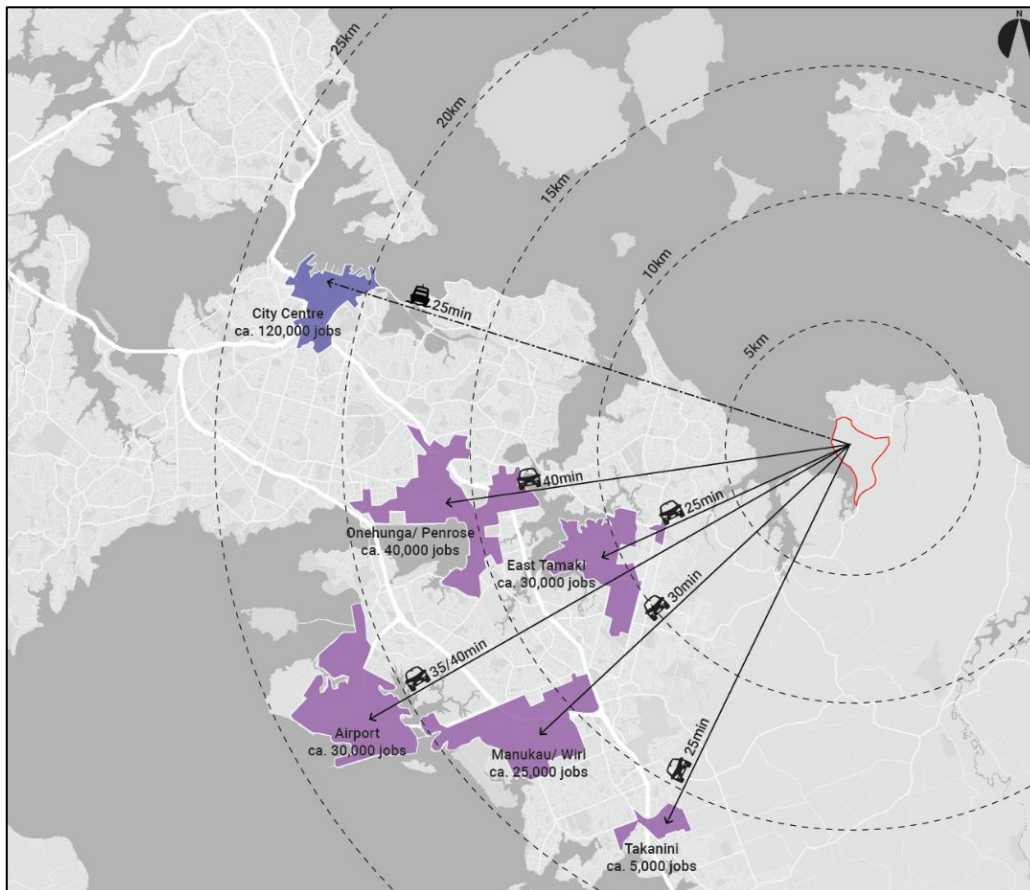 N
25km
20km
15km
10km
5km
25min
City Centre
ca. 120,000 jobs
40min
Onehunga/ Penrose
ca. 40,000 jobs
25min
East Tamaki
ca. 30,000 jobs
30min
35/40min
Airport
ca. 30,000 jobs
Manukau/ Wiri
ca. 25,000 jobs
25min
Takanini
ca. 5,000 jobs